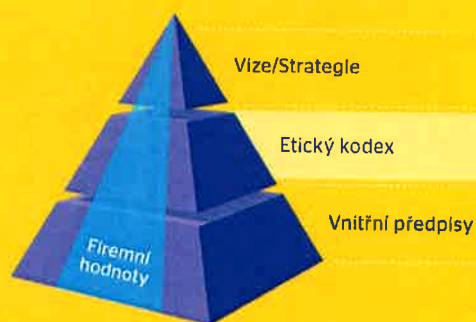 Vize/Strategie
Etický kodex
Vnitřní předpisy
Firemní
hodnoty